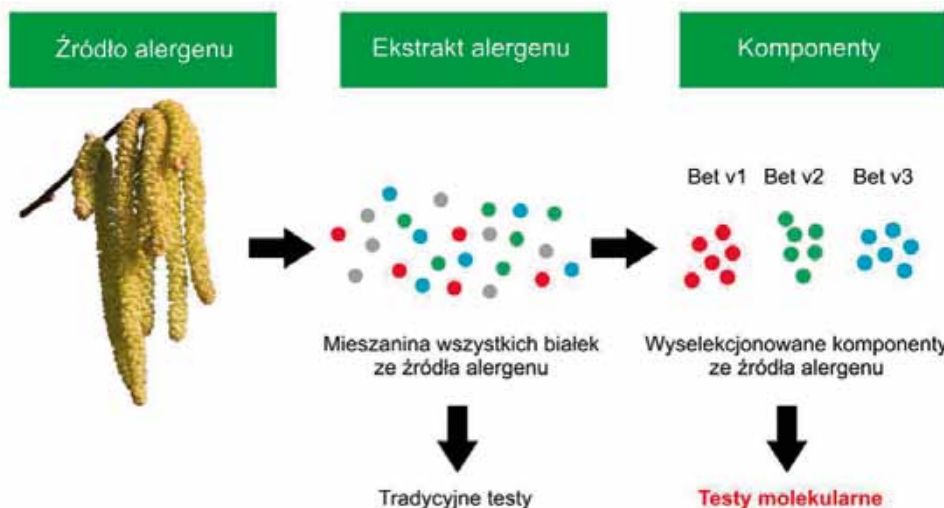 Źródło alergenu
Ekstrakt alergenu
Komponenty
Bet v1
Bet v2
Bet v3
Mieszanina wszystkich białek
ze źródła alergenu
Wyselekcjonowane komponenty
ze źródła alergenu
Tradycyjne testy
Testy molekularne